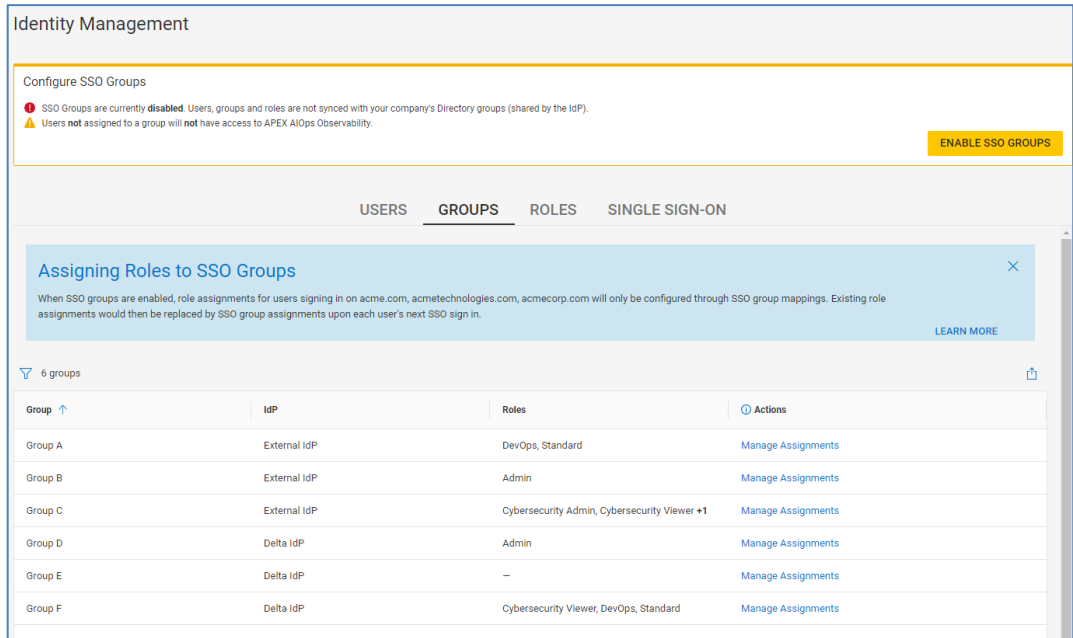 Identity Management
Configure SSO Groups
SSO Groups are currently disabled. Users, groups and roles are not synced with your company's Directory groups (shared by the IdP).
Users not assigned to a group will not have access to APEX AIOps Observability.
ENABLE SSO GROUPS
USERS GROUPS ROLES SINGLE SIGN-ON
Assigning Roles to SSO Groups
When SSO groups are enabled, role assignments for users signing in on acme.com, acmetechnologies.com, acmecorp.com will only be configured through SSO group mappings. Existing role
assignments would then be replaced by SSO group assignments upon each user's next SSO sign in.
LEARN MORE
6 groups
Group IdP Roles Actions
Group A External IdP DevOps, Standard Manage Assignments
Group B External IdP Admin Manage Assignments
Group C External IdP Cybersecurity Admin, Cybersecurity Viewer +1 Manage Assignments
Group D Delta IdP Admin Manage Assignments
Group E Delta IdP – Manage Assignments
Group F Delta IdP Cybersecurity Viewer, DevOps, Standard Manage Assignments